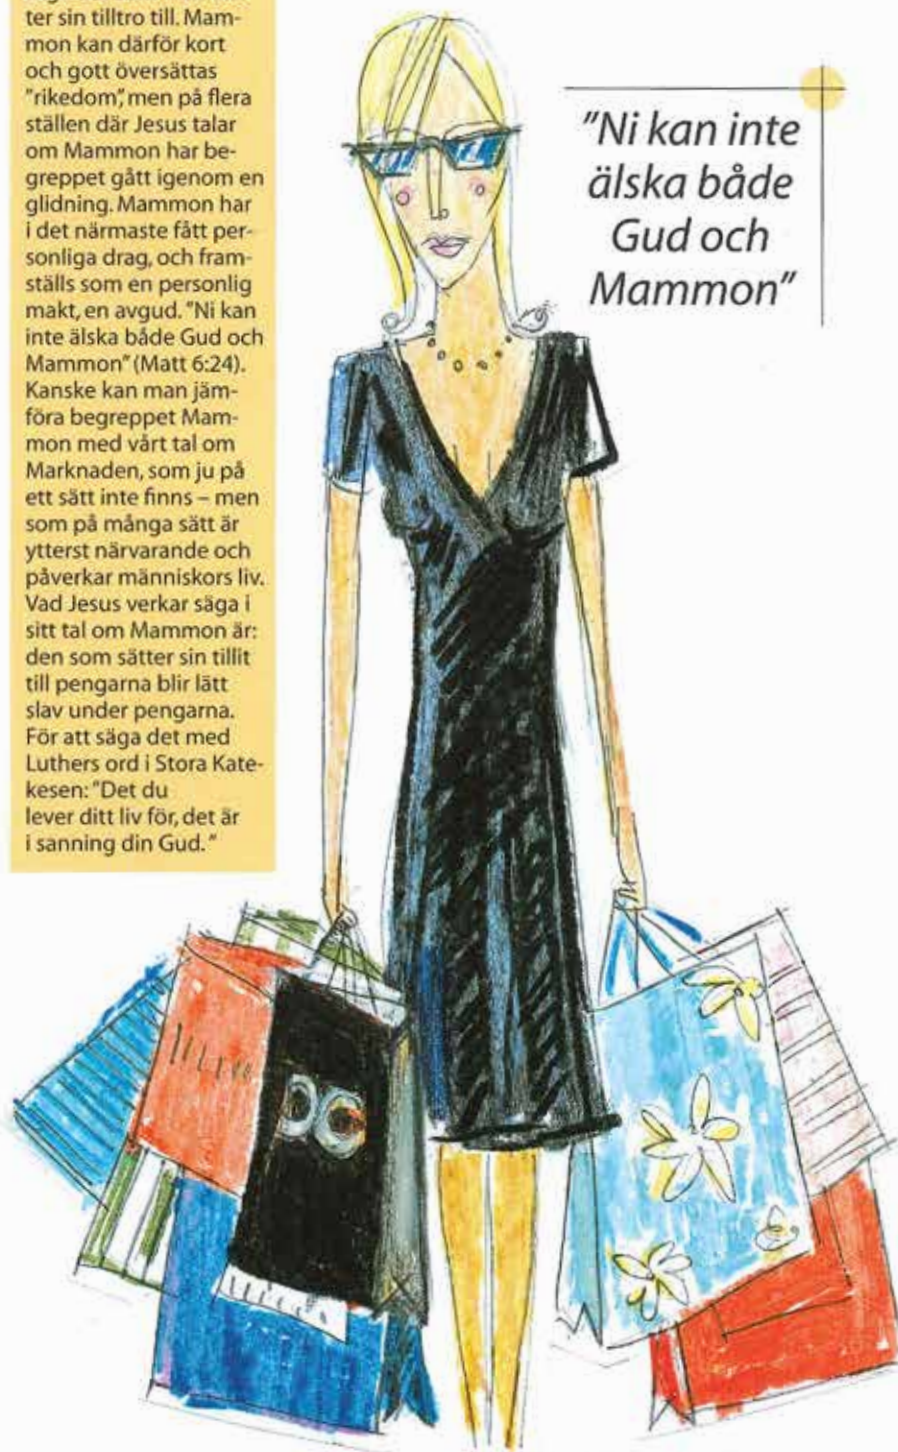 ter sin tilltro till. Mam-
mon kan därför kort
och gott översättas
"rikedom", men på flera
ställen där Jesus talar
om Mammon har be-
greppet gått igenom en
glidning. Mammon har
i det närmaste fått per-
sonliga drag, och fram-
ställs som en personlig
makt, en avgud. "Ni kan
inte älska både Gud och
Mammon" (Matt 6:24).
Kanske kan man jäm-
föra begreppet Mam-
mon med vårt tal om
Marknaden, som ju på
ett sätt inte finns – men
som på många sätt är
ytterst närvarande och
påverkar människors liv.
Vad Jesus verkar säga i
sitt tal om Mammon är:
den som sätter sin tillit
till pengarna blir lätt
slav under pengarna.
För att säga det med
Luthers ord i Stora Kate-
kesen: "Det du
lever ditt liv för, det är
i sanning din Gud."
"Ni kan inte
älska både
Gud och
Mammon"